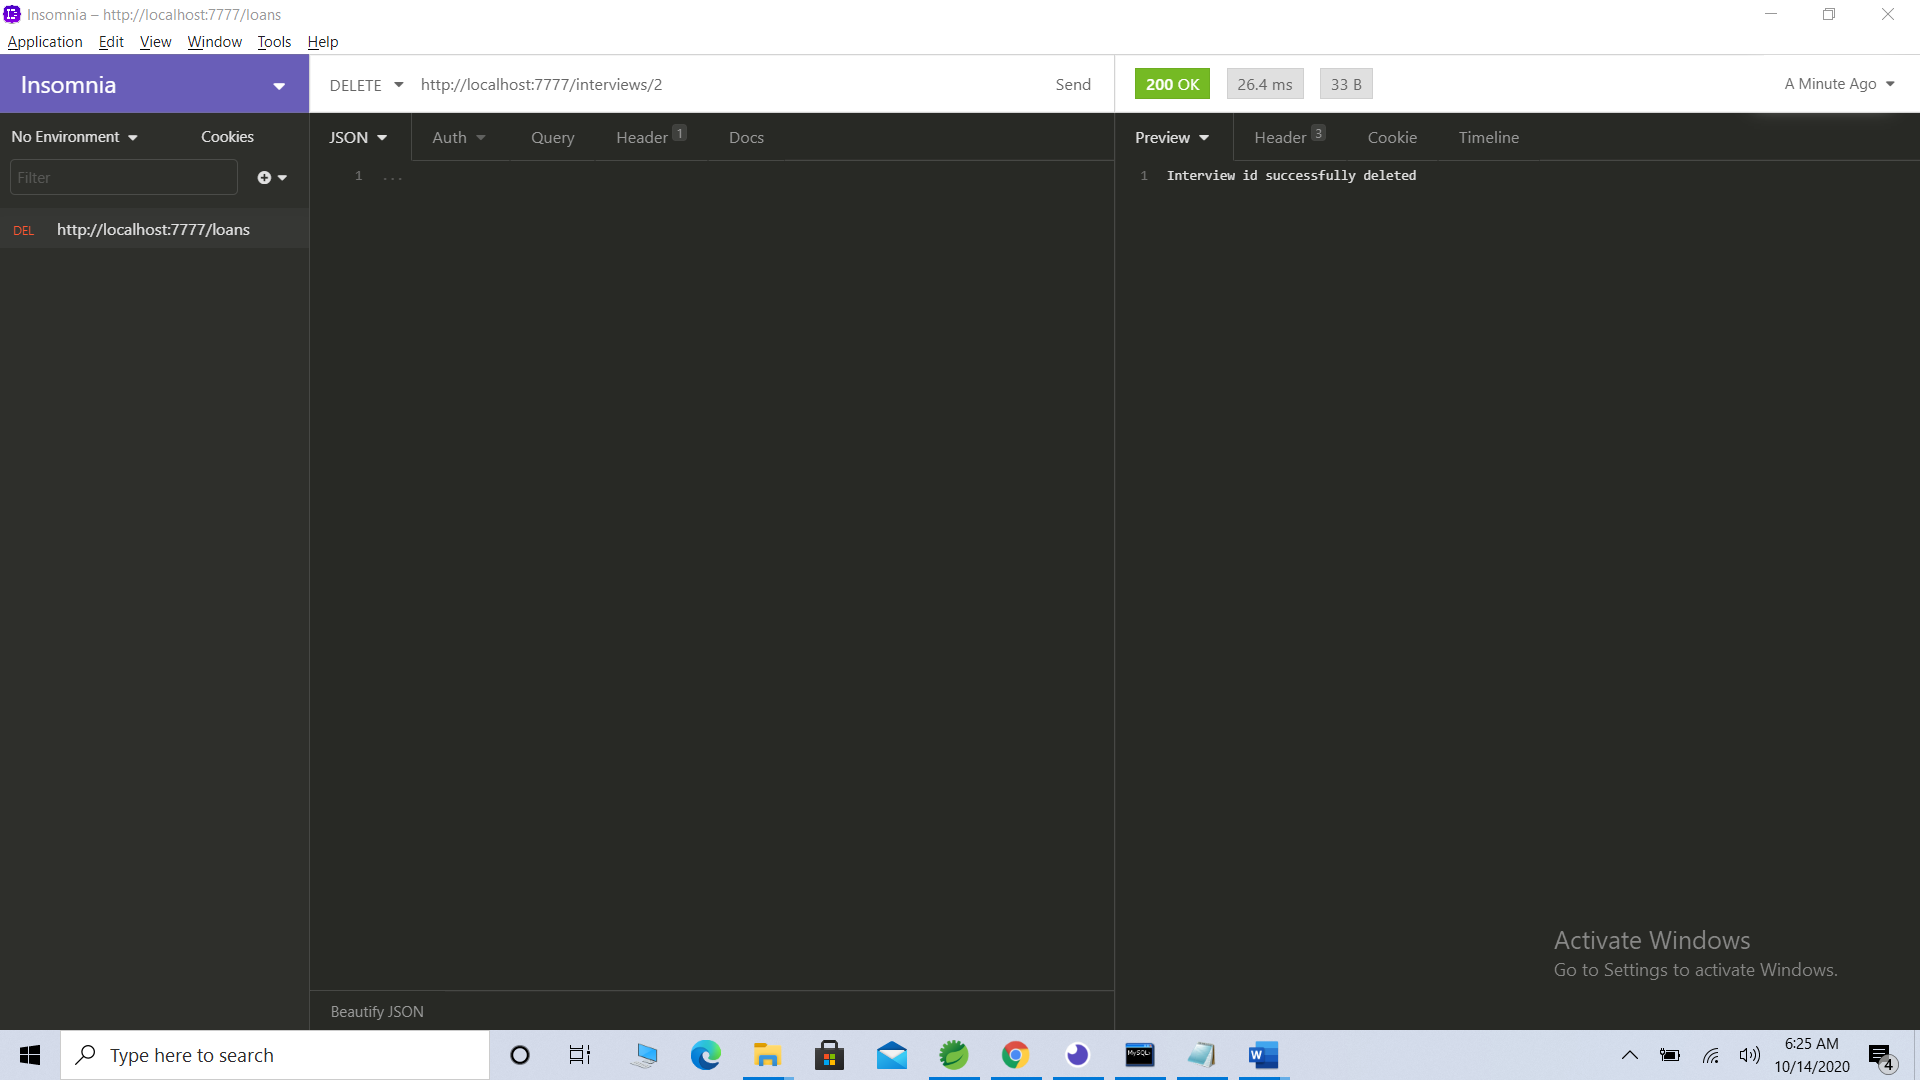 Insomnia – http://localhost:7777/loans
Application Edit View Window Tools Help
Insomnia
DELETE http://localhost:7777/interviews/2 Send
200 OK 26.4 ms 33 B A Minute Ago
No Environment Cookies
JSON Auth Query Header 1 Docs
Preview Header 3 Cookie Timeline
Filter
1 ...
1 Interview id successfully deleted
DEL http://localhost:7777/loans
Activate Windows
Go to Settings to activate Windows.
Beautify JSON
Type here to search
MySQL
W
6:25 AM
10/14/2020
4